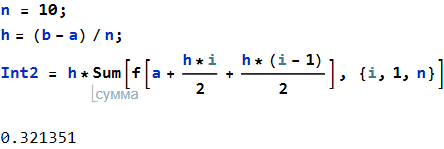 n = 10;
h = (b - a) / n;
Int2 = h * Sum[f[a + h * i / 2 + h * (i - 1) / 2], {i, 1, n}]
сумма
0.321351